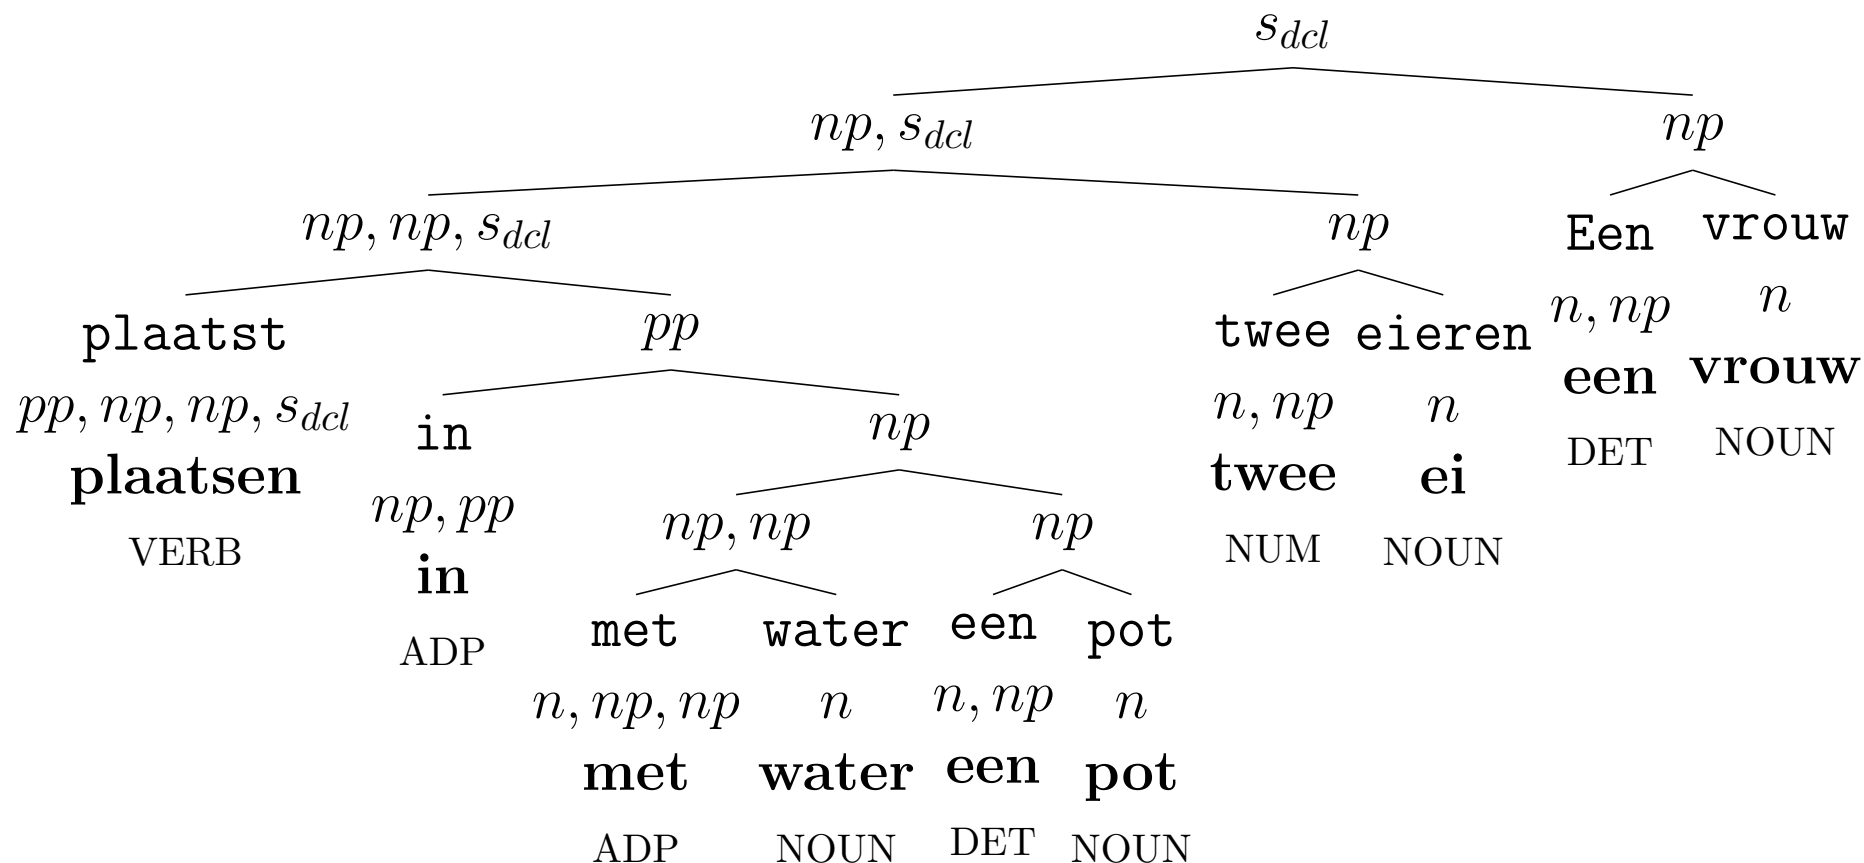 s_dcl
np, s_dcl np
np, np, s_dcl np Een vrouw
plaatst pp twee eieren n, np n
pp, np, np, s_dcl in np n, np n een vrouw
plaatsen np, pp np, np np twee ei DET NOUN
VERB in met water een pot NUM NOUN
ADP n, np, np n n, np n
met water een pot
ADP NOUN DET NOUN